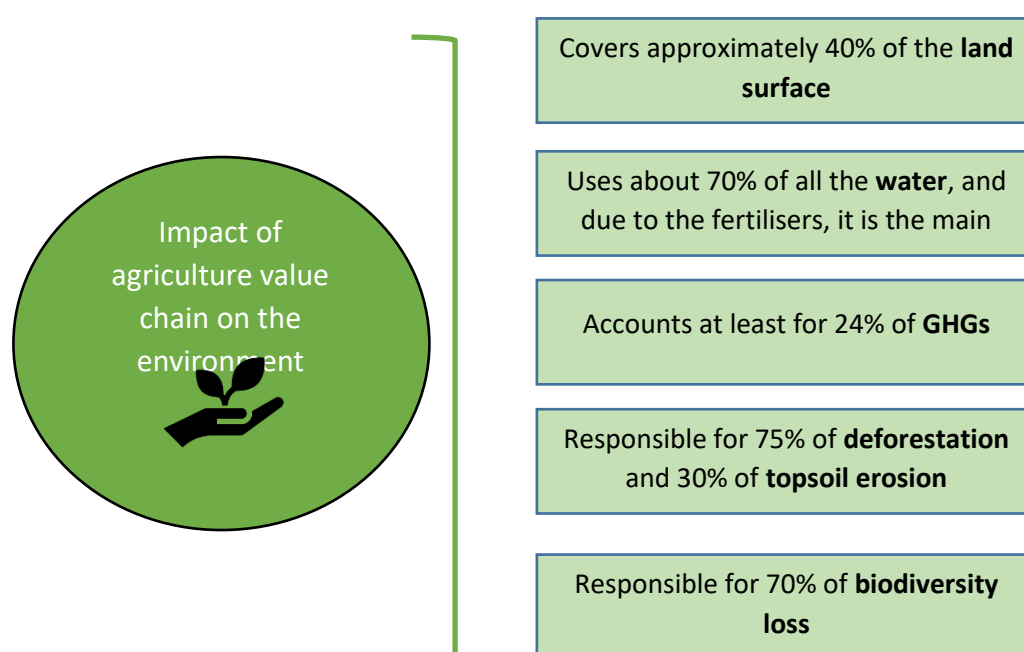 Impact of
agriculture value
chain on the
environment
Covers approximately 40% of the land
surface
Uses about 70% of all the water, and
due to the fertilisers, it is the main
Accounts at least for 24% of GHGs
Responsible for 75% of deforestation
and 30% of topsoil erosion
Responsible for 70% of biodiversity
loss